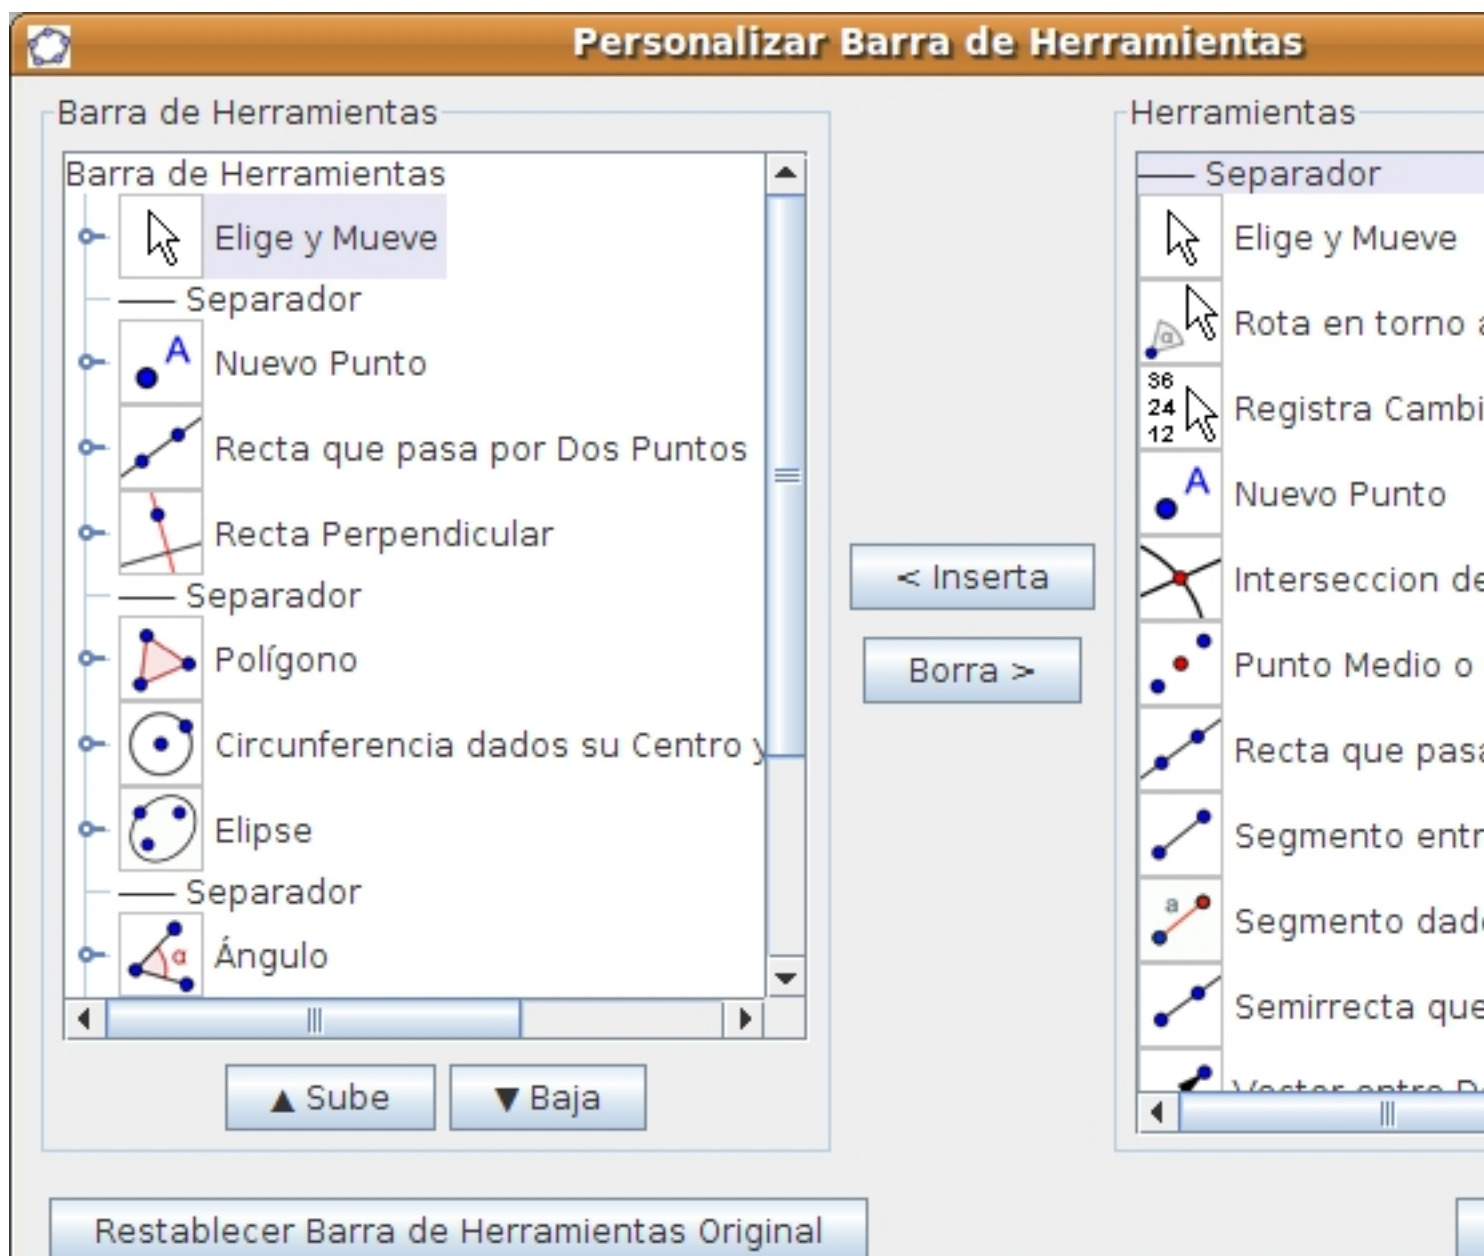 Personalizar Barra de Herramientas
Barra de Herramientas
Barra de Herramientas
Elige y Mueve
Separador
A
Nuevo Punto
Recta que pasa por Dos Puntos
Recta Perpendicular
Separador
Polígono
Circunferencia dados su Centro y
Elipse
Separador
α
Ángulo
▲ Sube
▼ Baja
Restablecer Barra de Herramientas Original
< Inserta
Borra >
Herramientas
Separador
Elige y Mueve
α
Rota en torno
36
24
12
Registra Cambi
A
Nuevo Punto
Interseccion de
Punto Medio o
Recta que pasa
Segmento entr
a
Segmento dad
Semirrecta que
Vector entre D